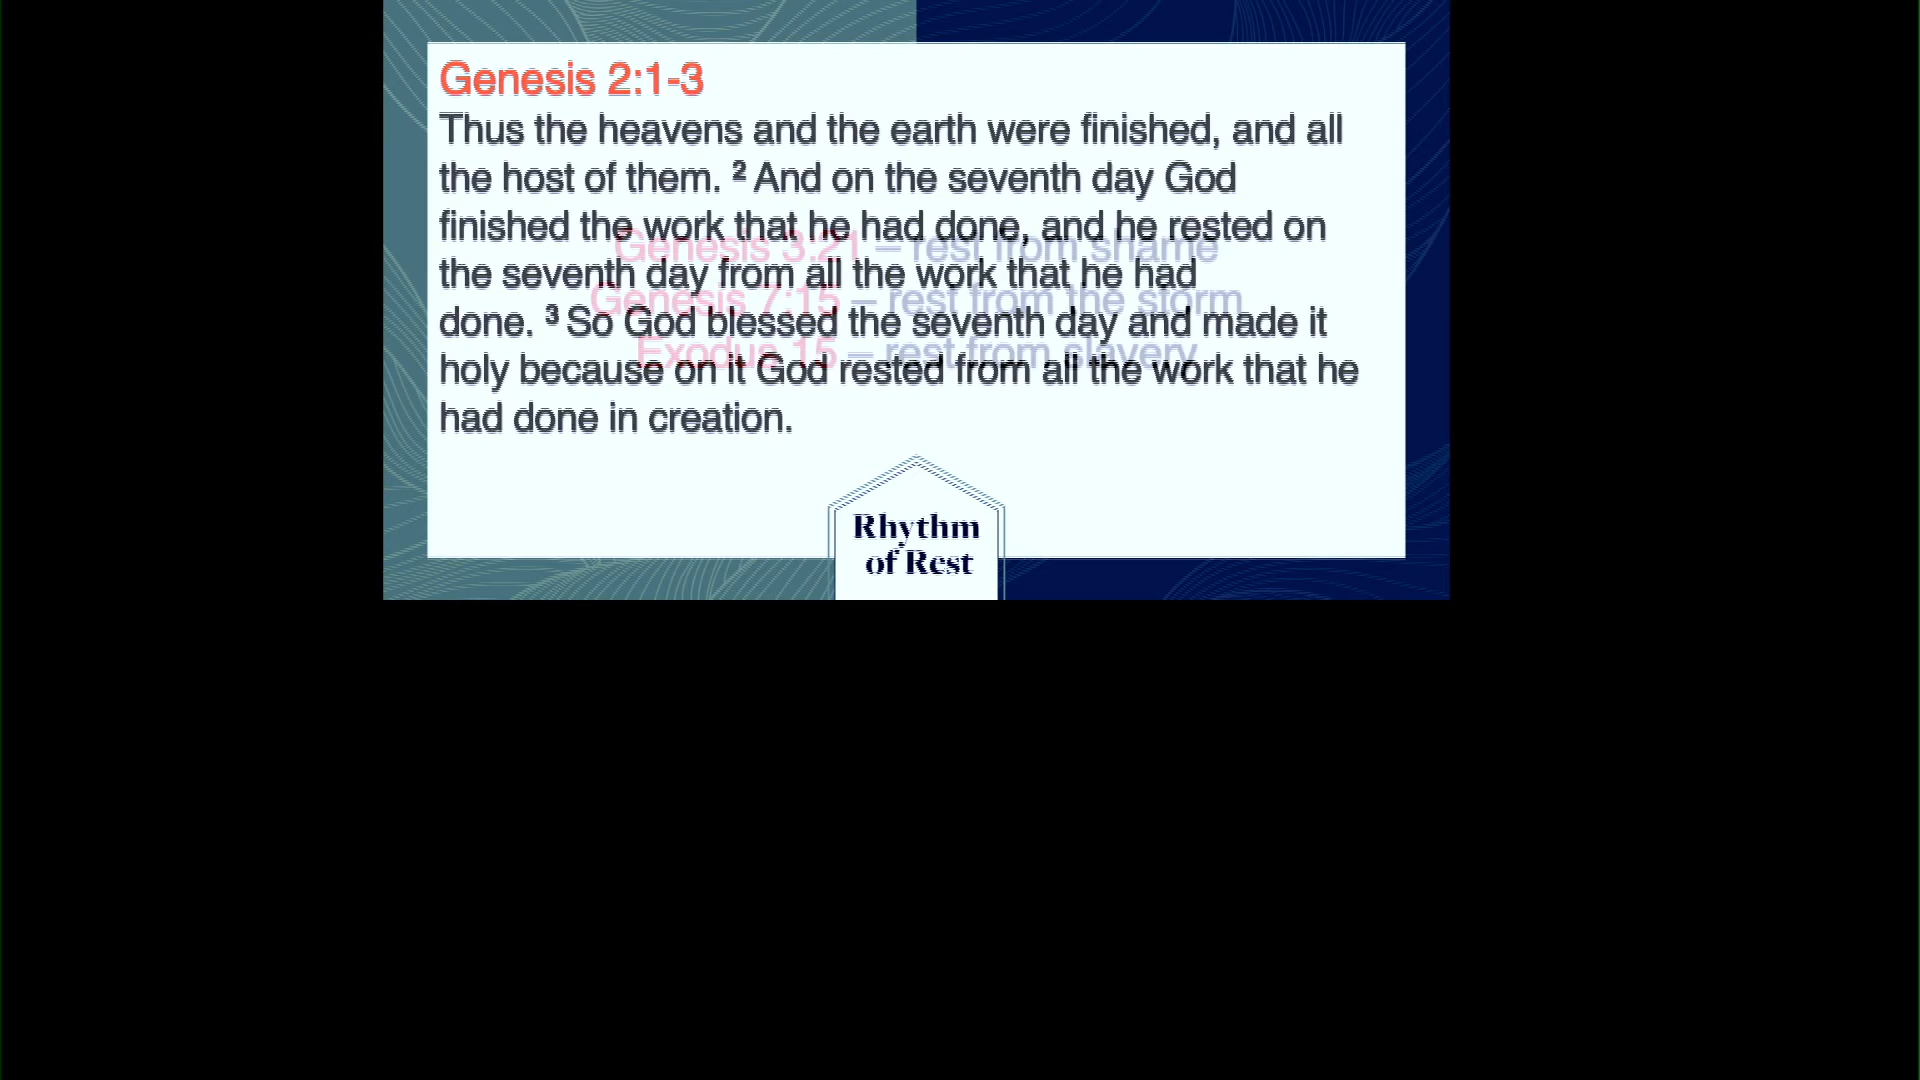 Genesis 2:1-3
Thus the heavens and the earth were finished, and all
the host of them. ² And on the seventh day God
finished the work that he had done, and he rested on
the seventh day from all the work that he had
done. ³ So God blessed the seventh day and made it
holy because on it God rested from all the work that he
had done in creation.
Genesis 3:21 – rest from shame
Genesis 7:15 – rest from the storm
Exodus 15 – rest from slavery
Rhythm
of Rest